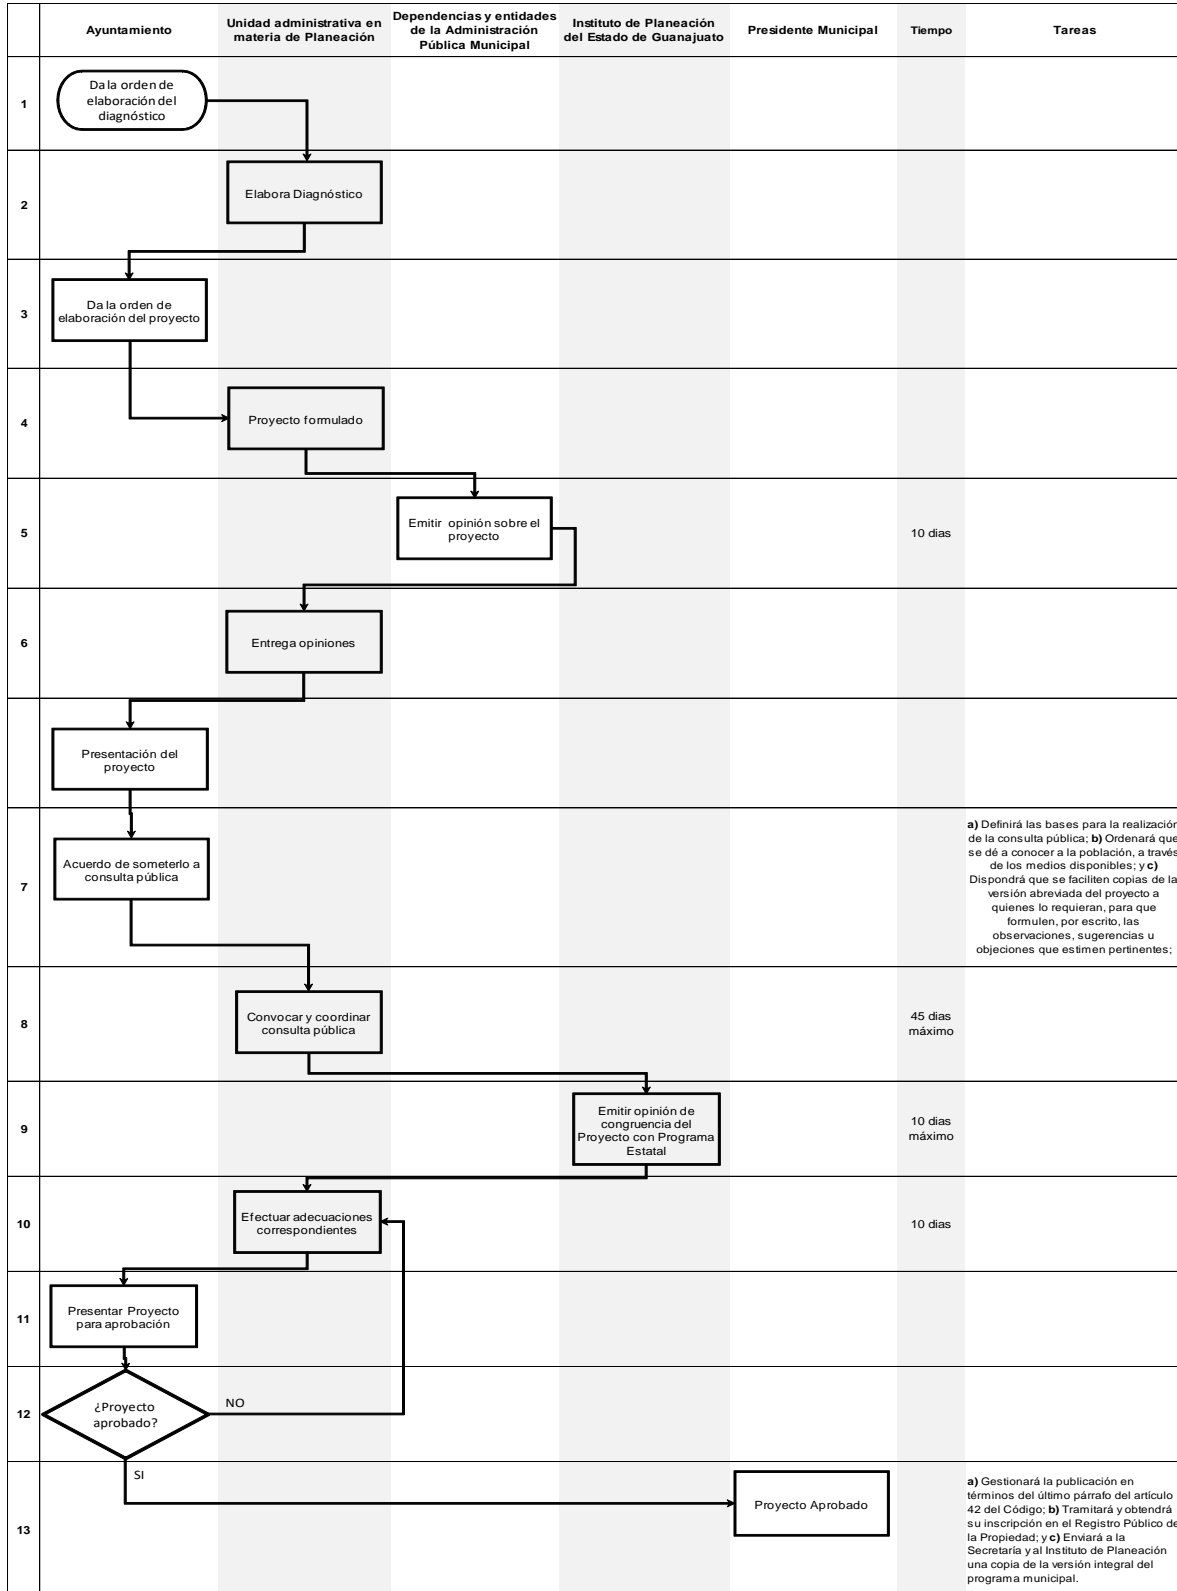 Ayuntamiento
Unidad administrativa en
materia de Planeación
Dependencias y entidades
de la Administración
Pública Municipal
Instituto de Planeación
del Estado de Guanajuato
Presidente Municipal
Tiempo
Tareas
1
Da la orden de
elaboración del
diagnóstico
2
Elabora Diagnóstico
3
Da la orden de
elaboración del proyecto
4
Proyecto formulado
5
Emitir opinión sobre el
proyecto
10 dias
6
Entrega opiniones
Presentación del
proyecto
7
Acuerdo de someterlo a
consulta pública
a) Definirá las bases para la realización
de la consulta pública; b) Ordenará que
se dé a conocer a la población, a través
de los medios disponibles; y c)
Dispondrá que se faciliten copias de la
versión abreviada del proyecto a
quienes lo requieran, para que
formulen, por escrito, las
observaciones, sugerencias u
objeciones que estimen pertinentes;
8
Convocar y coordinar
consulta pública
45 dias
máximo
9
Emitir opinión de
congruencia del
Proyecto con Programa
Estatal
10 dias
máximo
10
Efectuar adecuaciones
correspondientes
10 dias
11
Presentar Proyecto
para aprobación
12
¿Proyecto
aprobado?
NO
SI
13
Proyecto Aprobado
a) Gestionará la publicación en
términos del último párrafo del artículo
42 del Código; b) Tramitará y obtendrá
su inscripción en el Registro Público de
la Propiedad; y c) Enviará a la
Secretaría y al Instituto de Planeación
una copia de la versión integral del
programa municipal.